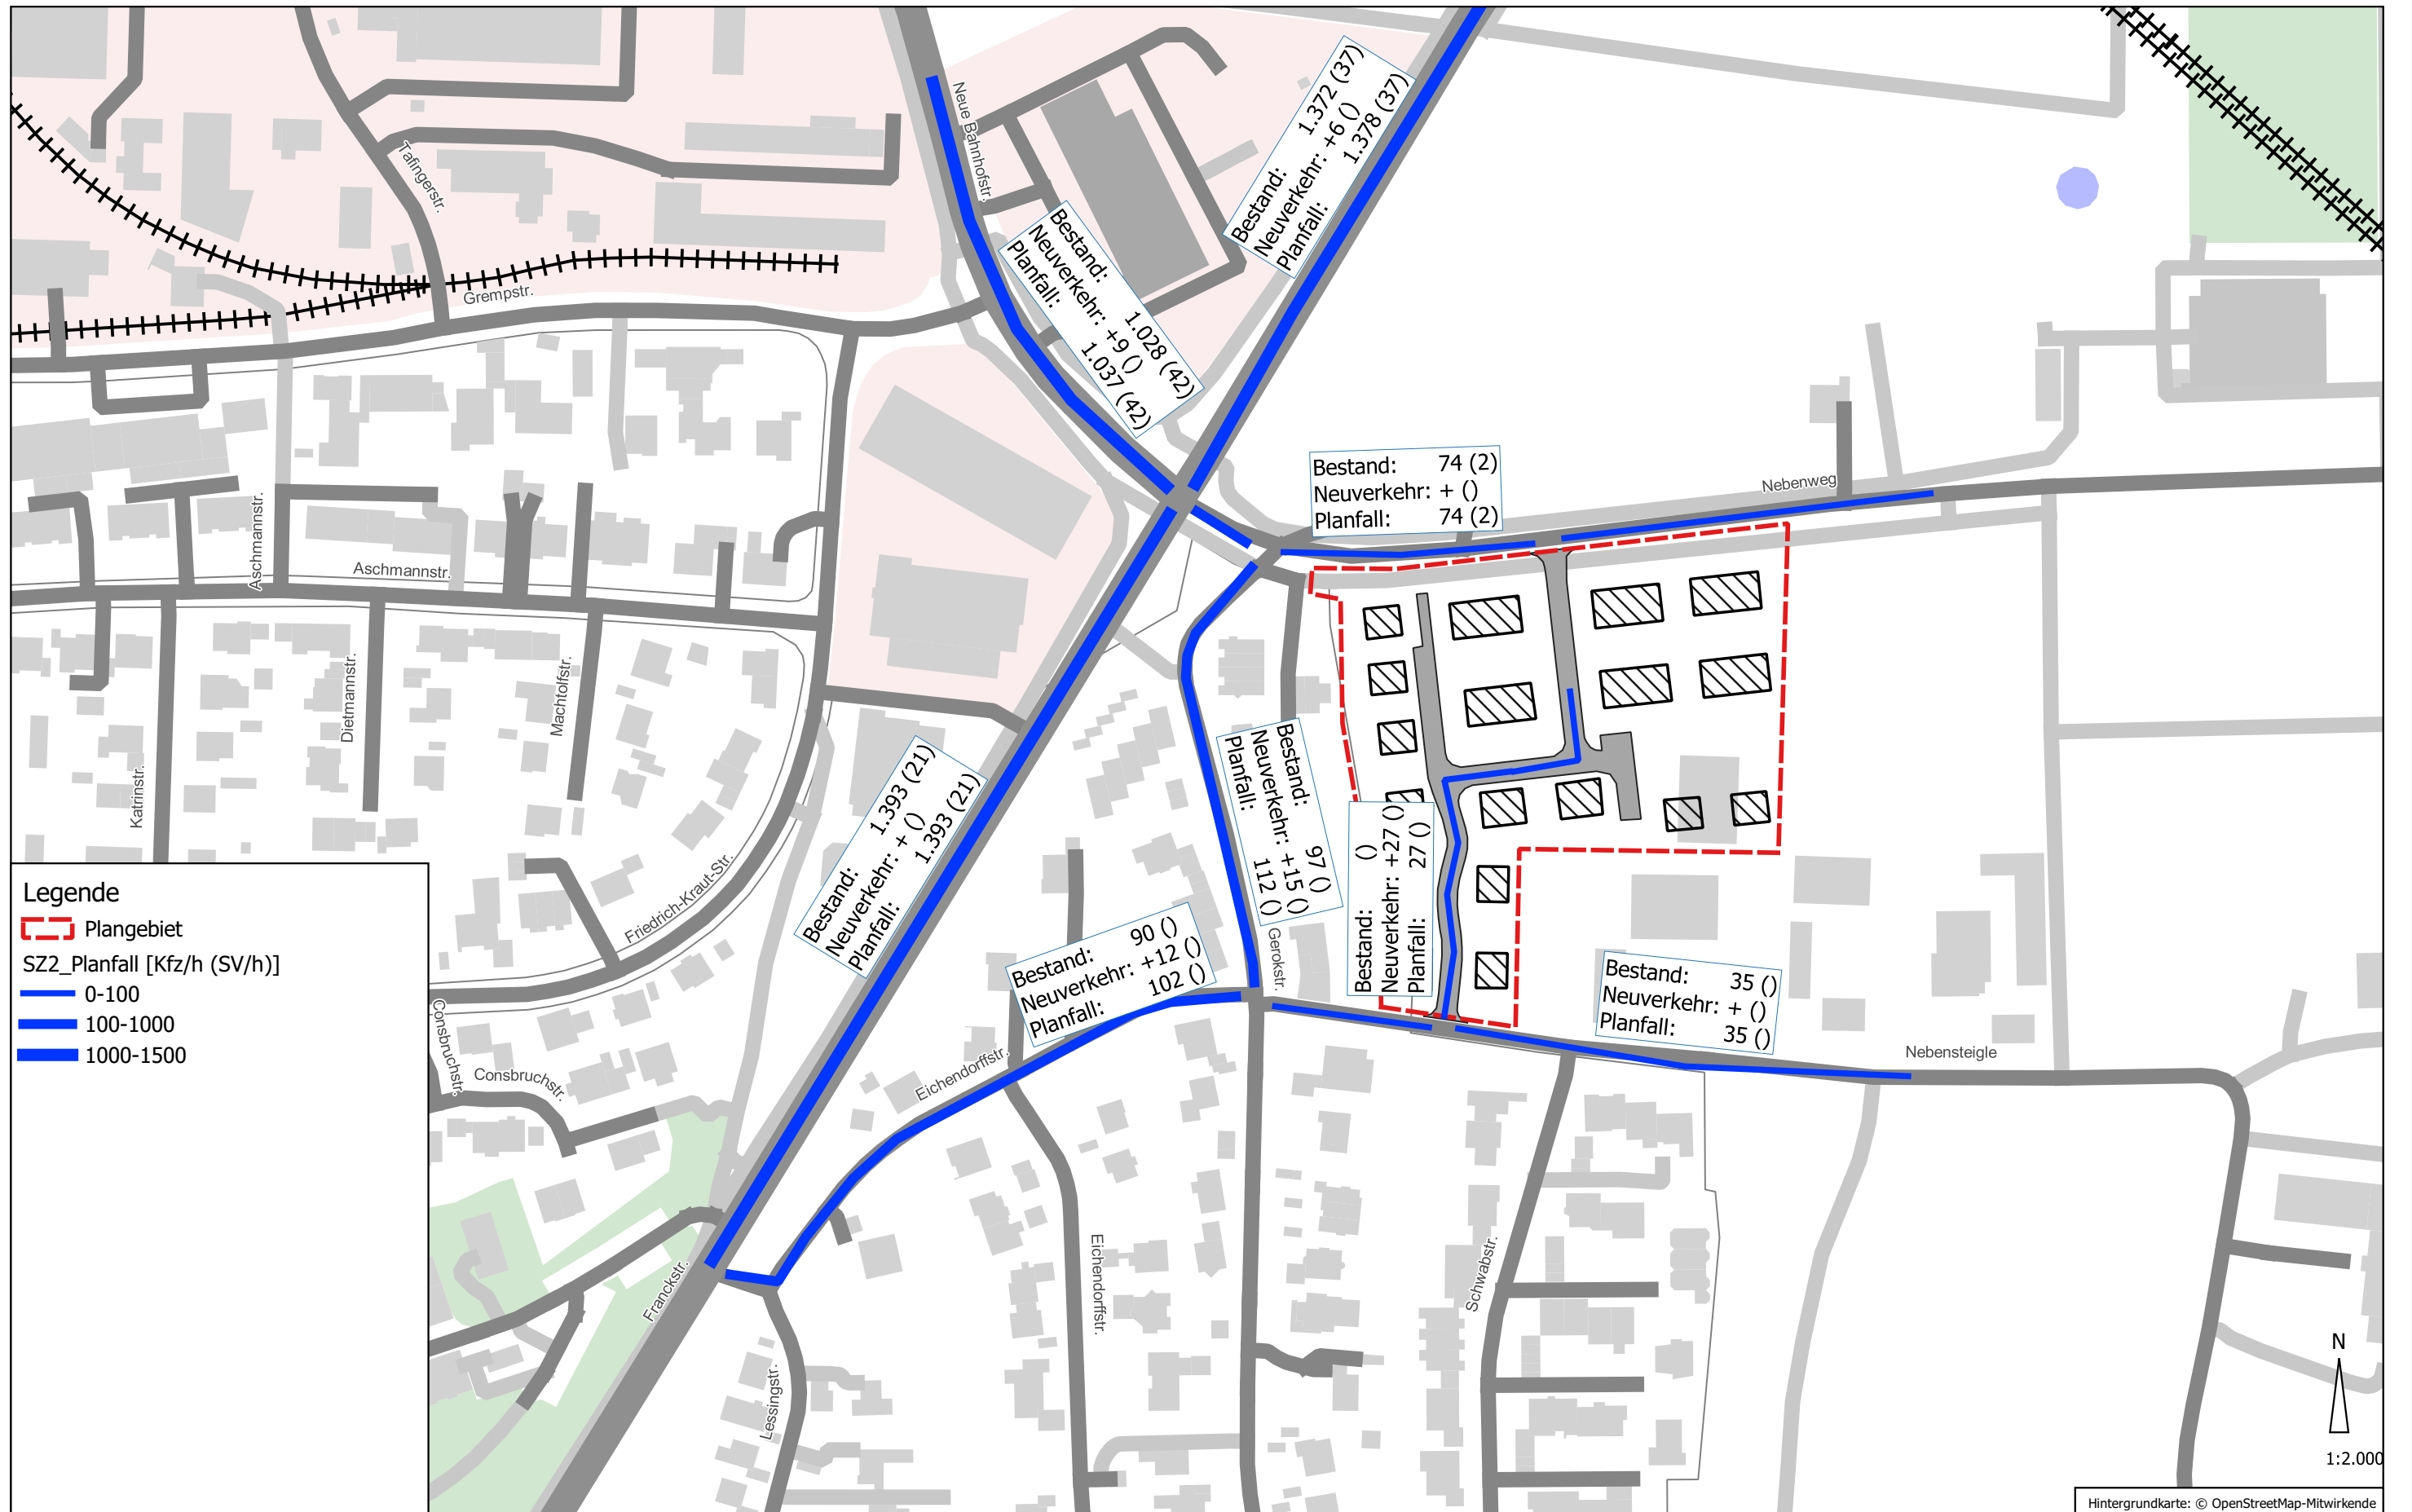 Neue Bahnhofstr.
Tafingerstr.
Grempstr.
Bestand: 1.372 (37)
Neuverkehr: +6 ()
Planfall: 1.378 (37)
Bestand: 1.028 (42)
Neuverkehr: +9 ()
Planfall: 1.037 (42)
Bestand: 74 (2)
Neuverkehr: + ()
Planfall: 74 (2)
Nebenweg
Aschmannstr.
Aschmannstr.
Dietmannstr.
Machtolfstr.
Katrinstr.
Friedrich-Kraut-Str.
Bestand: 1.393 (21)
Neuverkehr: + ()
Planfall: 1.393 (21)
Bestand: 97 ()
Neuverkehr: +15 ()
Planfall: 112 ()
Bestand: ()
Neuverkehr: +27 ()
Planfall: 27 ()
Bestand: 90 ()
Neuverkehr: +12 ()
Planfall: 102 ()
Gerokstr.
Bestand: 35 ()
Neuverkehr: + ()
Planfall: 35 ()
Nebensteigle
Legende
Plangebiet
SZ2_Planfall [Kfz/h (SV/h)]
0-100
100-1000
1000-1500
Consbruchstr.
Consbruchstr.
Eichendorffstr.
Eichendorffstr.
Schwabstr.
Franckstr.
Lessingstr.
N
1:2.000
Hintergrundkarte: © OpenStreetMap-Mitwirkende